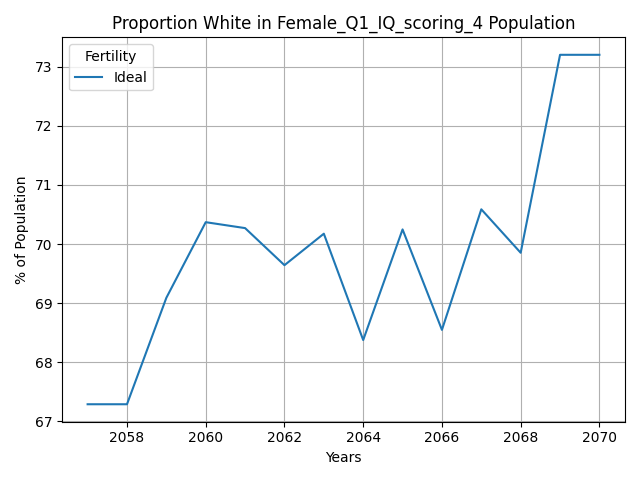 Proportion White in Female_Q1_IQ_scoring_4 Population
Fertility
Ideal
% of Population
73
72
71
70
69
68
67
2058 2060 2062 2064 2066 2068 2070
Years